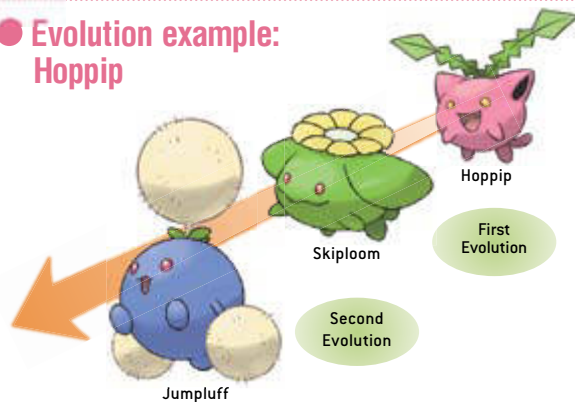 Evolution example:
Hoppip
Hoppip
First
Evolution
Skiploom
Second
Evolution
Jumpluff